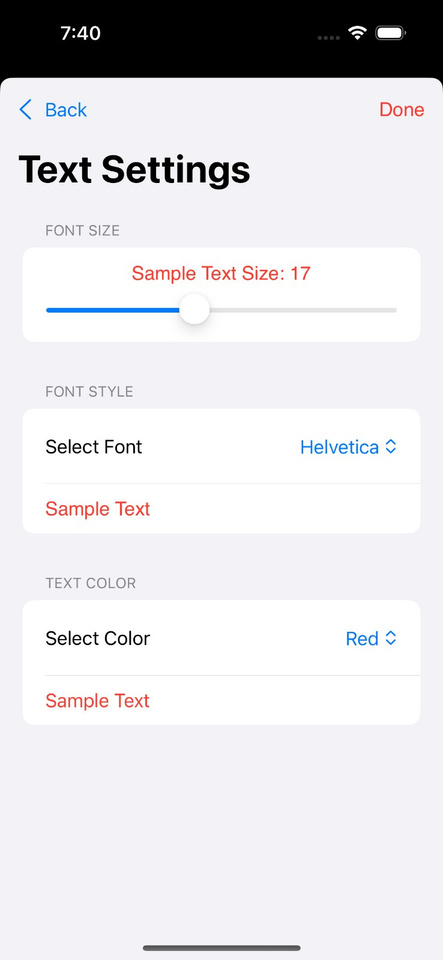 7:40
Back
Done
Text Settings
FONT SIZE
Sample Text Size: 17
FONT STYLE
Select Font
Helvetica
Sample Text
TEXT COLOR
Select Color
Red
Sample Text